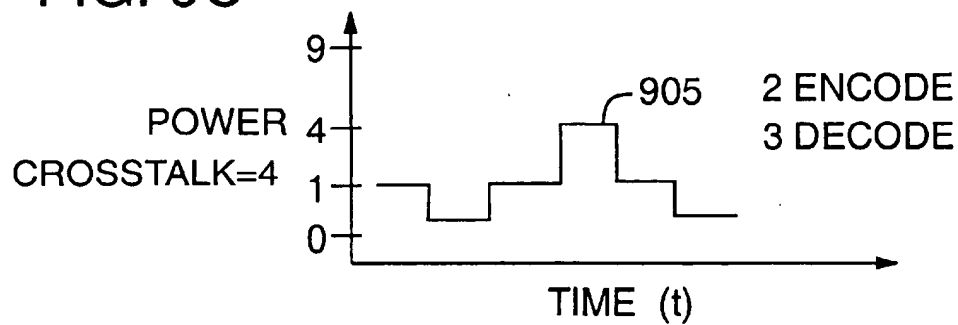 9
905
2 ENCODE
POWER 4
3 DECODE
CROSSTALK=4
1
0
TIME (t)